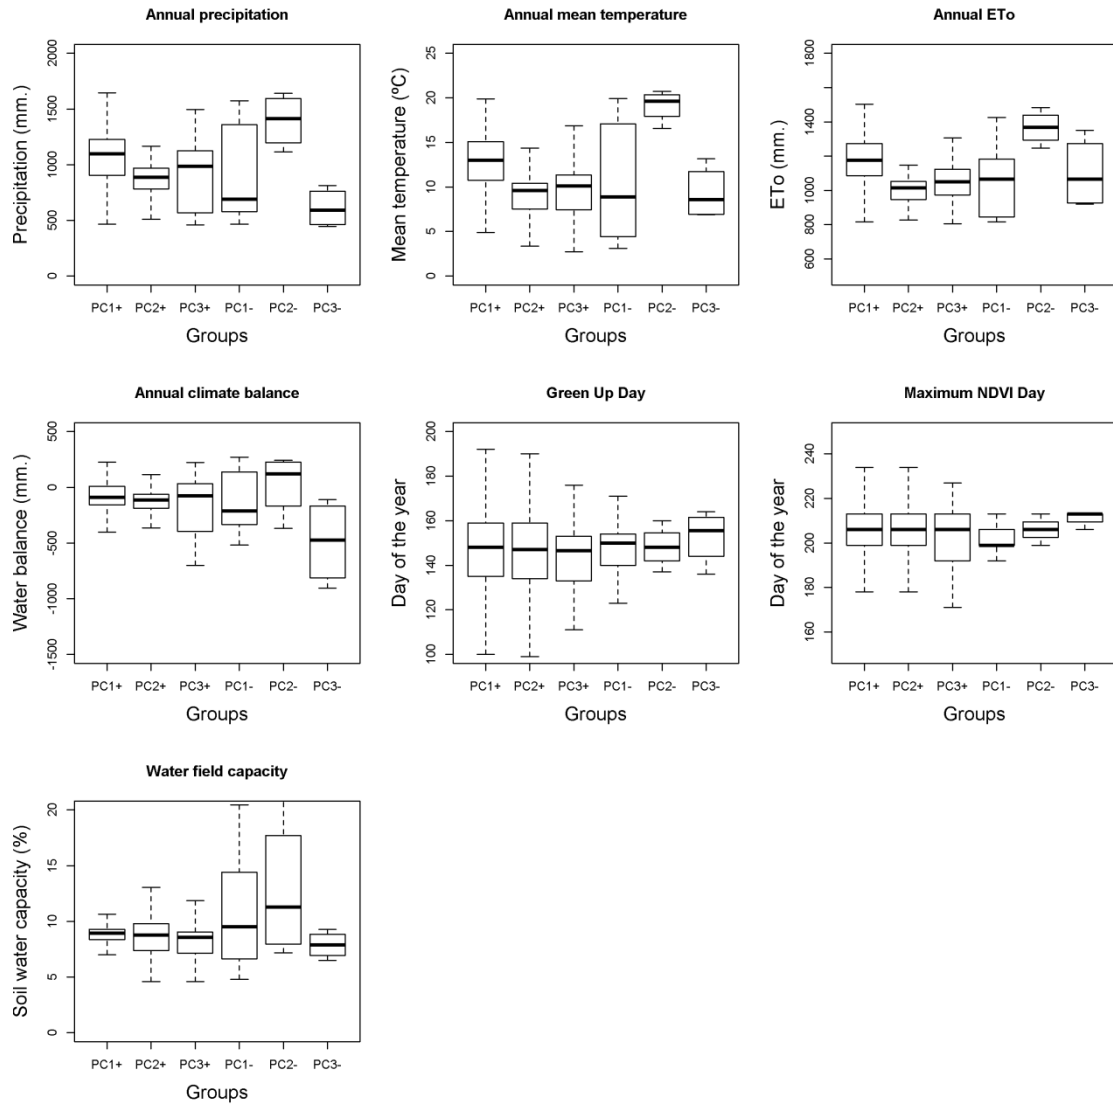 Annual precipitation
Precipitation (mm.)
2000
1500
1000
500
0
PC1+ PC2+ PC3+ PC1- PC2- PC3-
Groups
Annual mean temperature
Mean temperature (ºC)
25
20
15
10
5
0
PC1+ PC2+ PC3+ PC1- PC2- PC3-
Groups
Annual ETo
ETo (mm.)
1800
1400
1000
800
600
PC1+ PC2+ PC3+ PC1- PC2- PC3-
Groups
Annual climate balance
Water balance (mm.)
500
0
-500
-1000
-1500
PC1+ PC2+ PC3+ PC1- PC2- PC3-
Groups
Green Up Day
Day of the year
200
180
160
140
120
100
PC1+ PC2+ PC3+ PC1- PC2- PC3-
Groups
Maximum NDVI Day
Day of the year
240
220
200
180
160
PC1+ PC2+ PC3+ PC1- PC2- PC3-
Groups
Water field capacity
Soil water capacity (%)
20
15
10
5
0
PC1+ PC2+ PC3+ PC1- PC2- PC3-
Groups